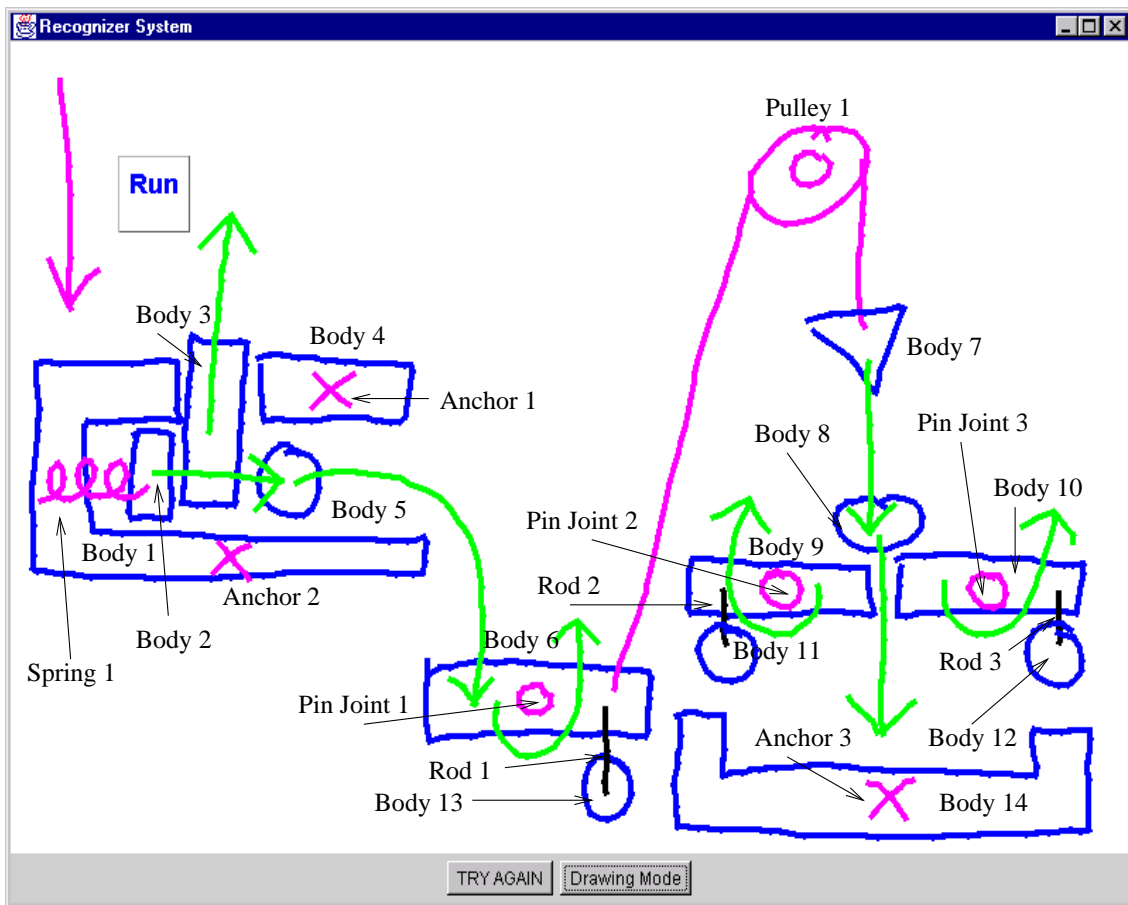 Recognizer System
Pulley 1
Run
Body 3
Body 4
Body 7
Anchor 1
Body 8
Pin Joint 3
Body 10
Body 5
Pin Joint 2
Body 1
Body 9
Anchor 2
Rod 2
Body 2
Body 6
Body 11
Rod 3
Spring 1
Pin Joint 1
Anchor 3
Body 12
Rod 1
Body 13
Body 14
TRY AGAIN
Drawing Mode